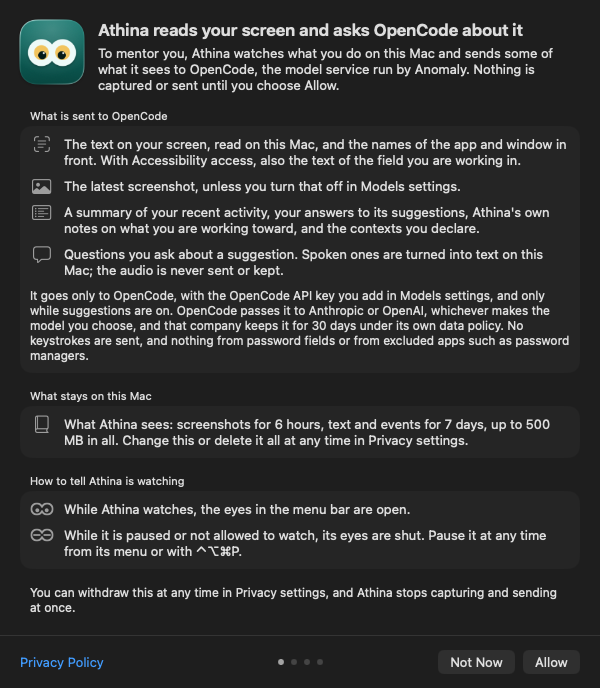 Athina reads your screen and asks OpenCode about it
To mentor you, Athina watches what you do on this Mac and sends some of
what it sees to OpenCode, the model service run by Anomaly. Nothing is
captured or sent until you choose Allow.
What is sent to OpenCode
The text on your screen, read on this Mac, and the names of the app and window in
front. With Accessibility access, also the text of the field you are working in.
The latest screenshot, unless you turn that off in Models settings.
A summary of your recent activity, your answers to its suggestions, Athina's own
notes on what you are working toward, and the contexts you declare.
Questions you ask about a suggestion. Spoken ones are turned into text on this
Mac; the audio is never sent or kept.
It goes only to OpenCode, with the OpenCode API key you add in Models settings, and only
while suggestions are on. OpenCode passes it to Anthropic or OpenAI, whichever makes the
model you choose, and that company keeps it for 30 days under its own data policy. No
keystrokes are sent, and nothing from password fields or from excluded apps such as password
managers.
What stays on this Mac
What Athina sees: screenshots for 6 hours, text and events for 7 days, up to 500
MB in all. Change this or delete it all at any time in Privacy settings.
How to tell Athina is watching
While Athina watches, the eyes in the menu bar are open.
While it is paused or not allowed to watch, its eyes are shut. Pause it at any time
from its menu or with ⌃⌥⌘P.
You can withdraw this at any time in Privacy settings, and Athina stops capturing and sending
at once.
Privacy Policy
Not Now
Allow